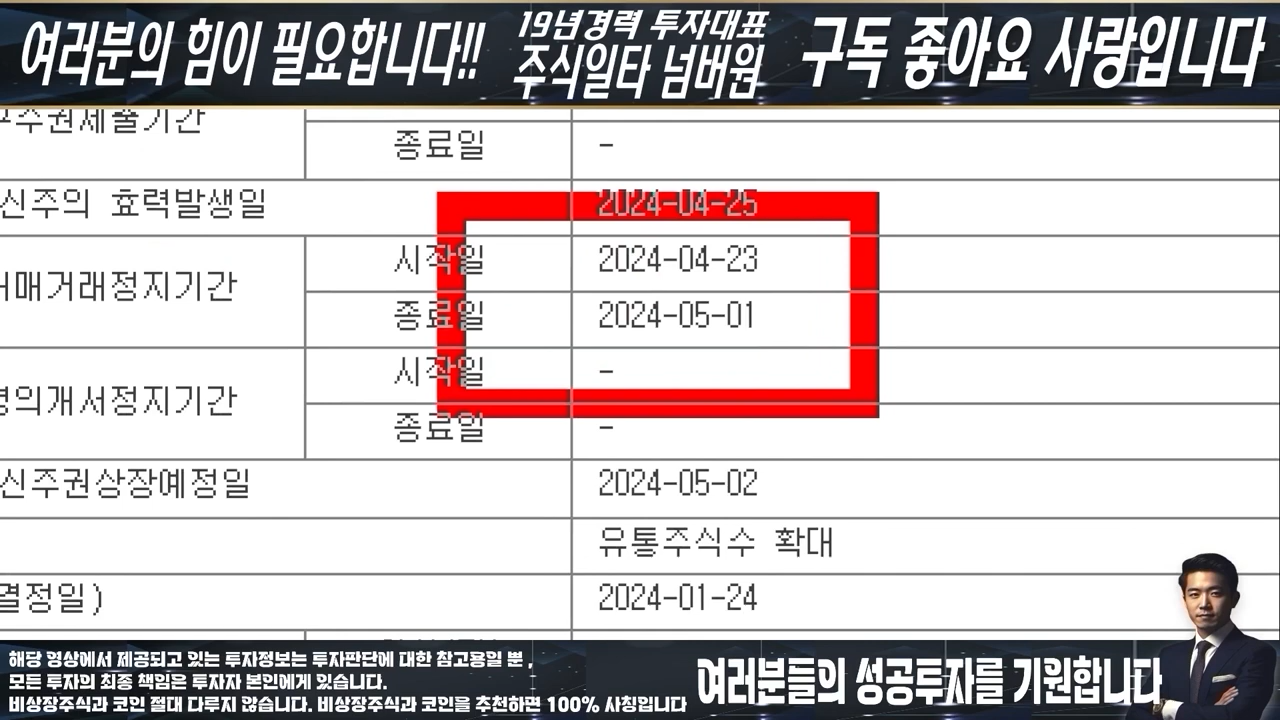 여러분의 힘이 필요합니다!!
19년경력 투자대표
주식일타 넘버원
구독 좋아요 사랑입니다
구주권제출기간
종료일 -
신주의 효력발생일 2024-04-25
매매거래정지기간
시작일 2024-04-23
종료일 2024-05-01
명의개서정지기간
시작일 -
종료일 -
신주권상장예정일 2024-05-02
유통주식수 확대
결정일) 2024-01-24
해당 영상에서 제공되고 있는 투자정보는 투자판단에 대한 참고용일 뿐 ,
모든 투자의 최종 책임은 투자자 본인에게 있습니다.
비상장주식과 코인 절대 다루지 않습니다. 비상장주식과 코인을 추천하면 100% 사칭입니다
여러분들의 성공투자를 기원합니다